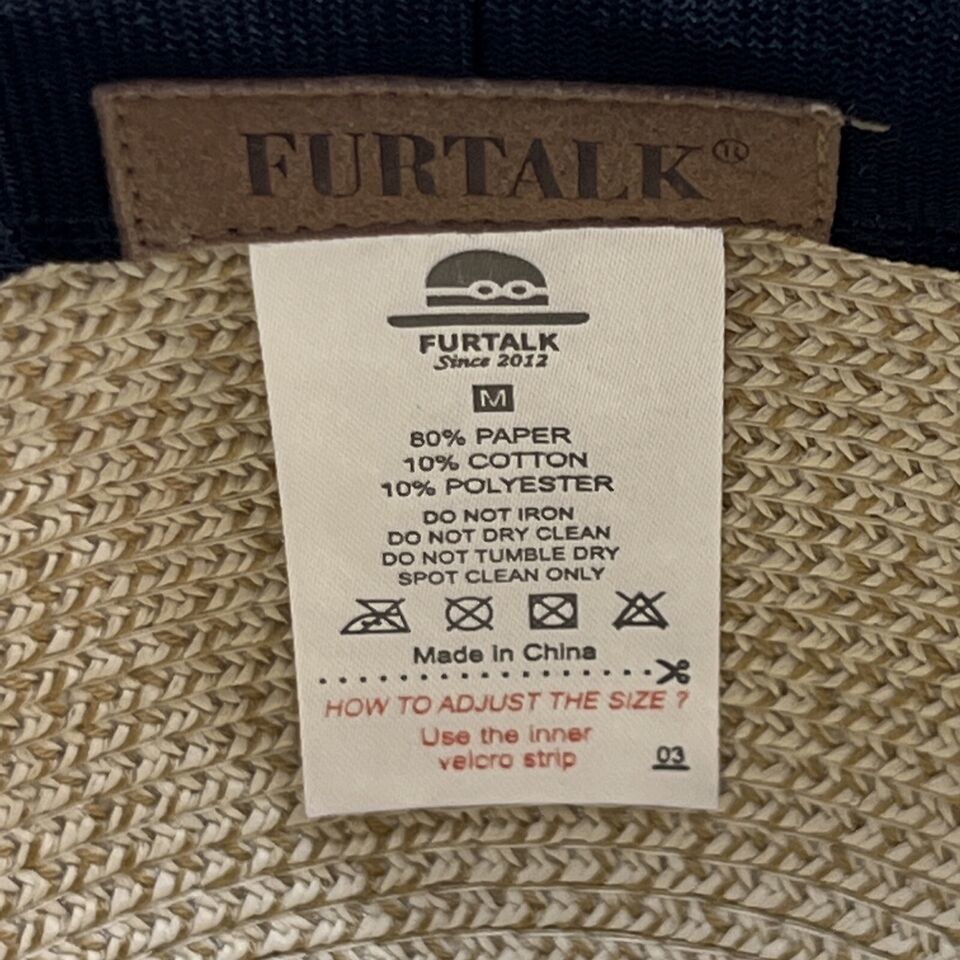 FURTALK®
FURTALK
Since 2012
M
80% PAPER
10% COTTON
10% POLYESTER
DO NOT IRON
DO NOT DRY CLEAN
DO NOT TUMBLE DRY
SPOT CLEAN ONLY
Made in China
HOW TO ADJUST THE SIZE ?
Use the inner
velcro strip
03